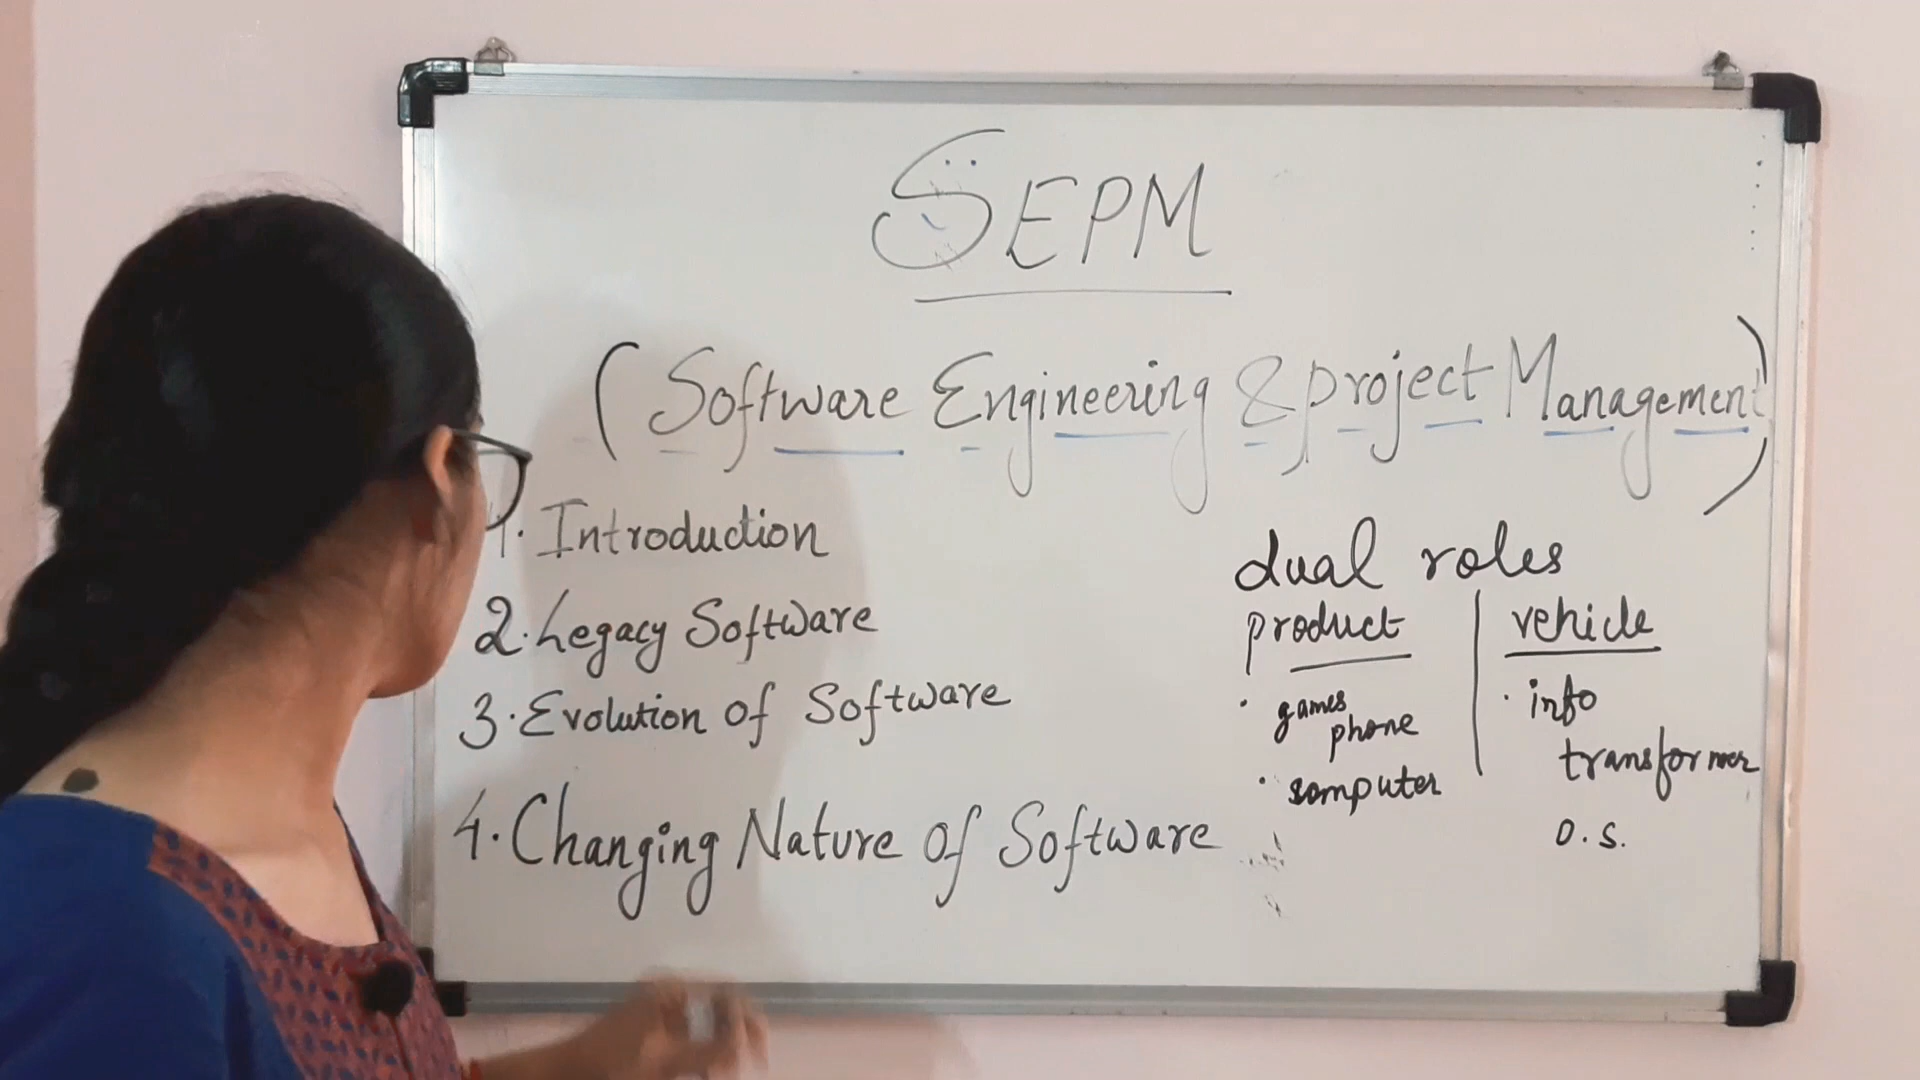 SEPM
(Software Engineering & project Management)
1. Introduction
2. Legacy Software
3. Evolution of Software
4. Changing Nature of Software
dual roles
product
· games
phone
· computer
vehicle
· info
transformer
O.S.